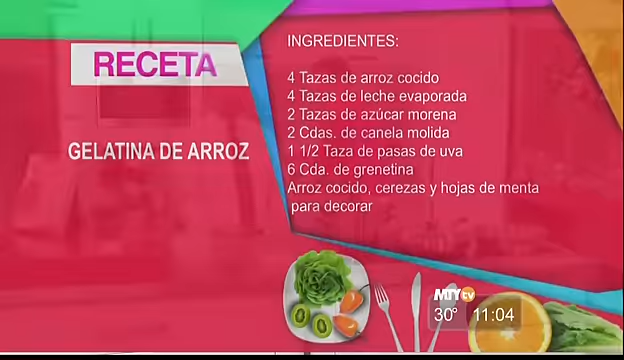 RECETA
GELATINA DE ARROZ
INGREDIENTES:
4 Tazas de arroz cocido
4 Tazas de leche evaporada
2 Tazas de azúcar morena
2 Cdas. de canela molida
1 1/2 Taza de pasas de uva
6 Cda. de grenetina
Arroz cocido, cerezas y hojas de menta
para decorar
MTY tv
30° 11:04